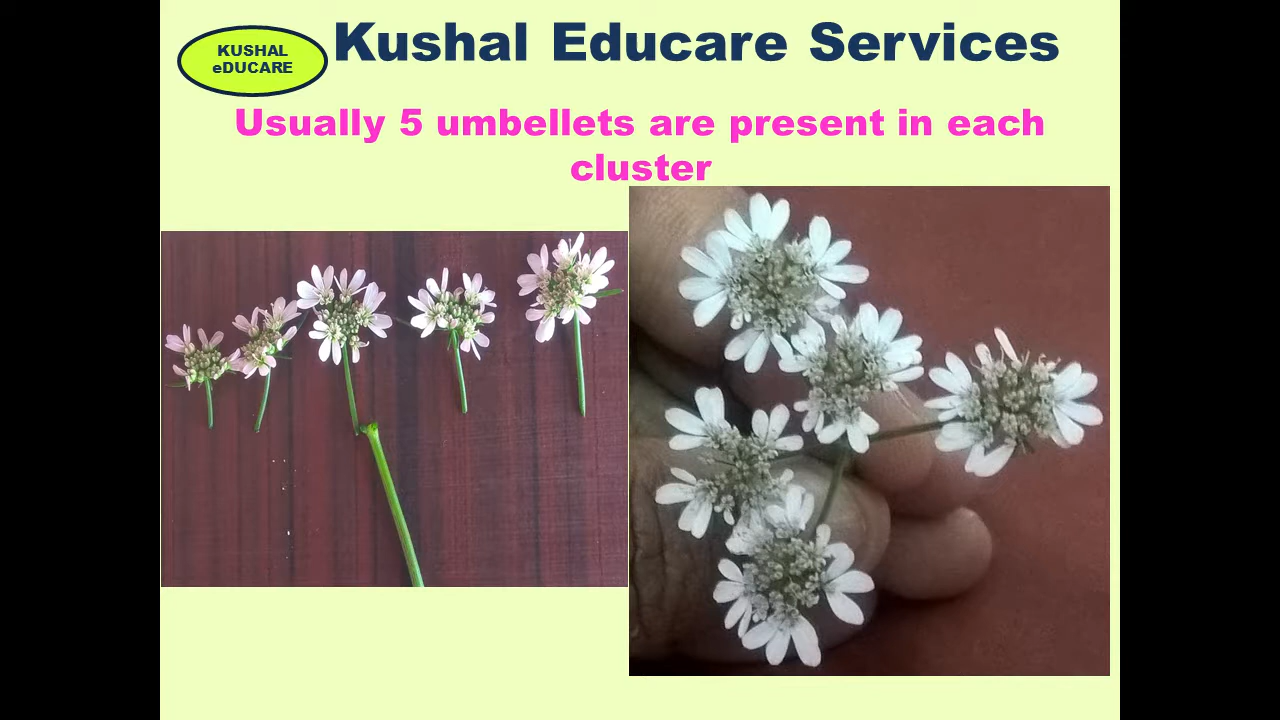 KUSHAL
eDUCARE
Kushal Educare Services
Usually 5 umbellets are present in each
cluster